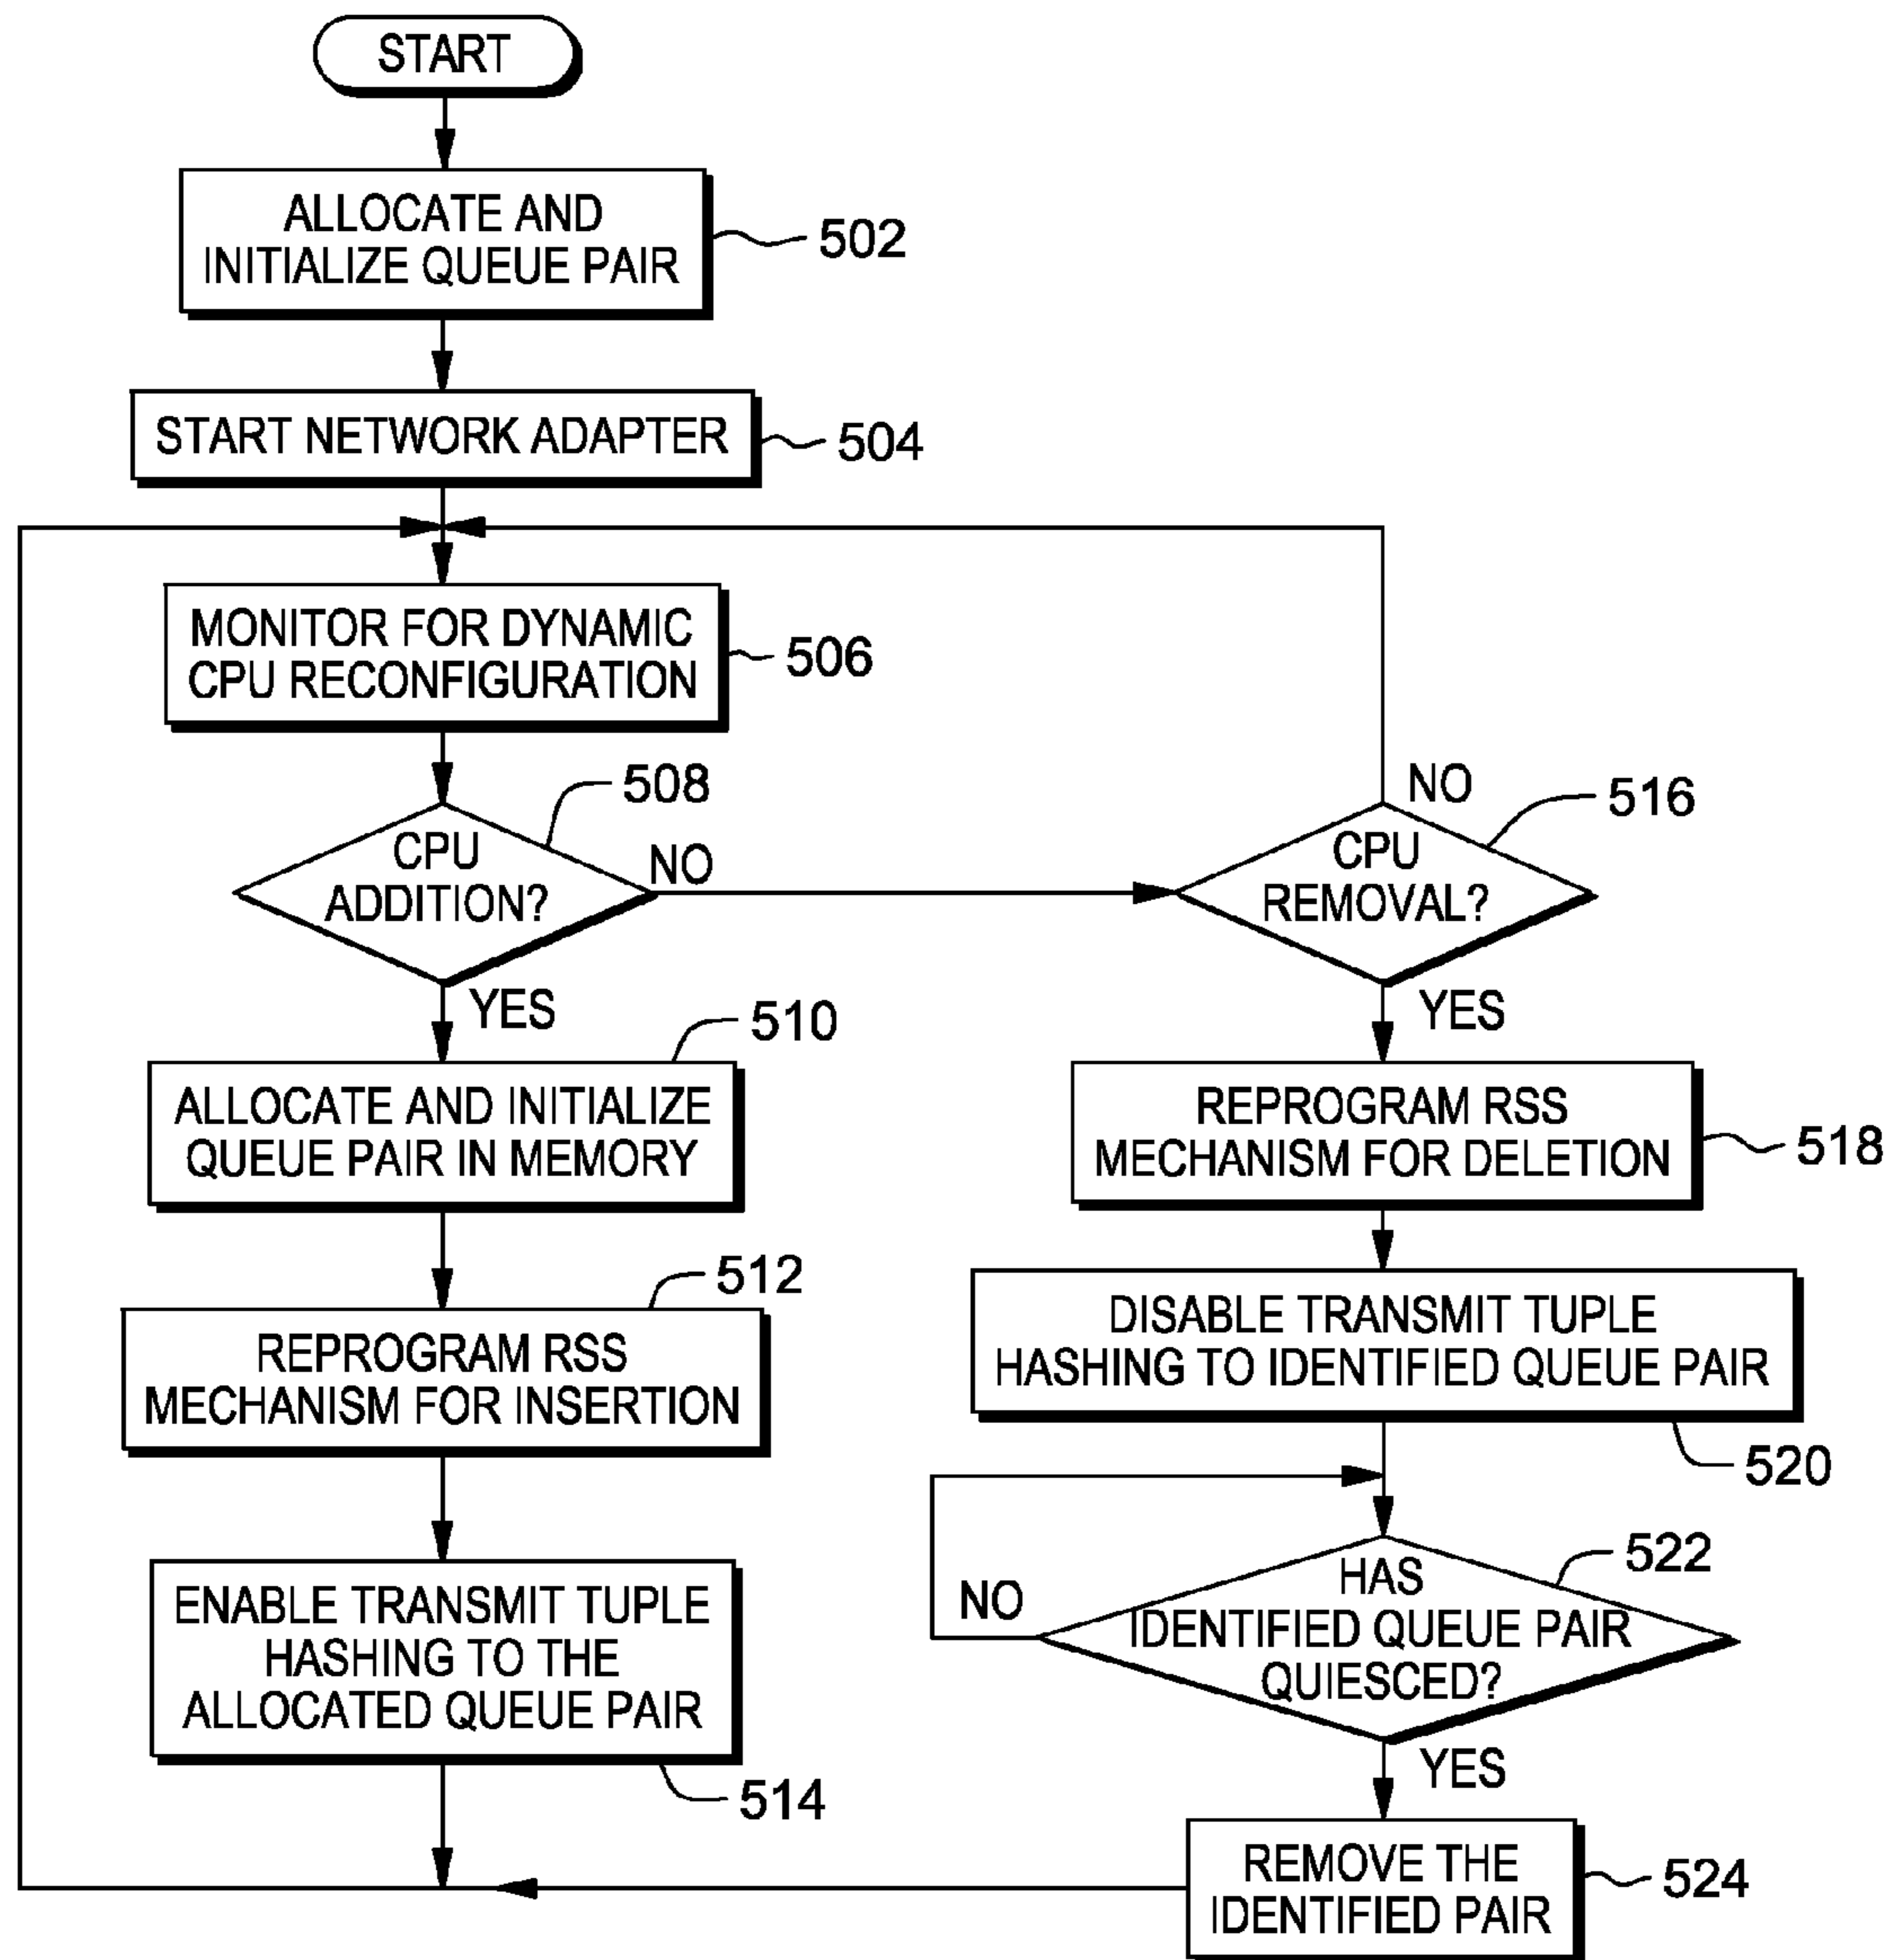 START
ALLOCATE AND
INITIALIZE QUEUE PAIR
502
START NETWORK ADAPTER
504
MONITOR FOR DYNAMIC
CPU RECONFIGURATION
506
CPU
ADDITION?
508
NO
YES
ALLOCATE AND INITIALIZE
QUEUE PAIR IN MEMORY
510
REPROGRAM RSS
MECHANISM FOR INSERTION
512
ENABLE TRANSMIT TUPLE
HASHING TO THE
ALLOCATED QUEUE PAIR
514
CPU
REMOVAL?
516
NO
YES
REPROGRAM RSS
MECHANISM FOR DELETION
518
DISABLE TRANSMIT TUPLE
HASHING TO IDENTIFIED QUEUE PAIR
520
HAS
IDENTIFIED QUEUE PAIR
QUIESCED?
522
NO
YES
REMOVE THE
IDENTIFIED PAIR
524